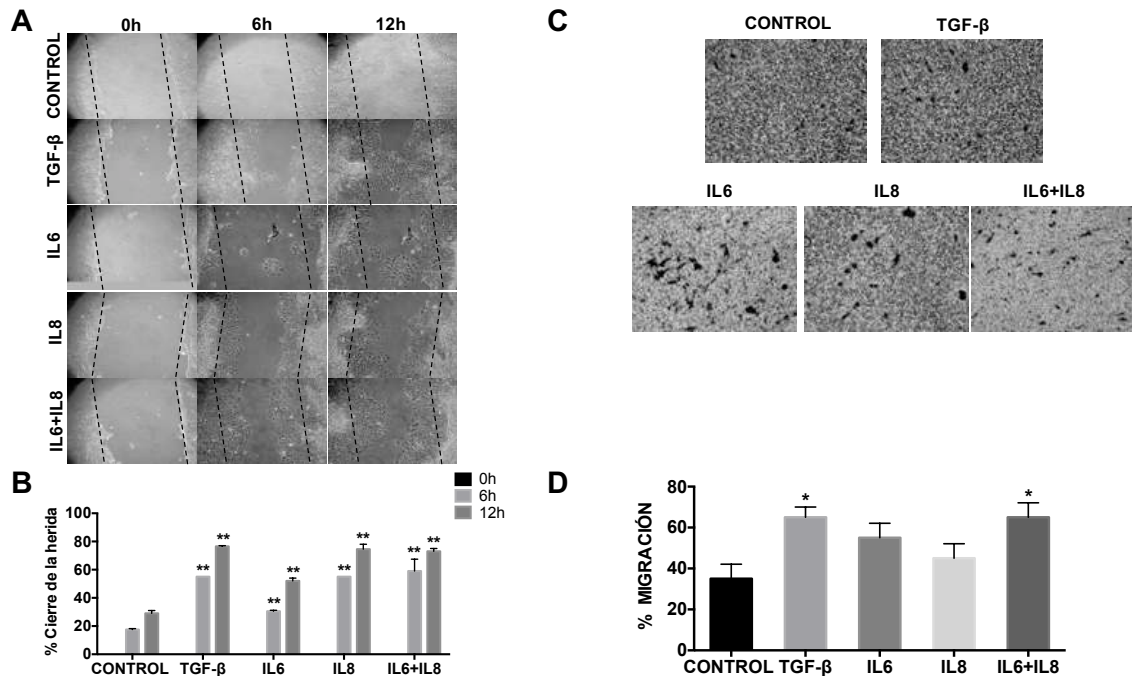 A
0h 6h 12h
CONTROL
TGF-β
IL6
IL8
IL6+IL8
B
0h
6h
12h
% Cierre de la herida
100
80
60
40
20
0
** ** ** ** ** ** ** **
CONTROL TGF-β IL6 IL8 IL6+IL8
C
CONTROL TGF-β
IL6 IL8 IL6+IL8
D
% MIGRACIÓN
80
60
40
20
0
* *
CONTROL TGF-β IL6 IL8 IL6+IL8